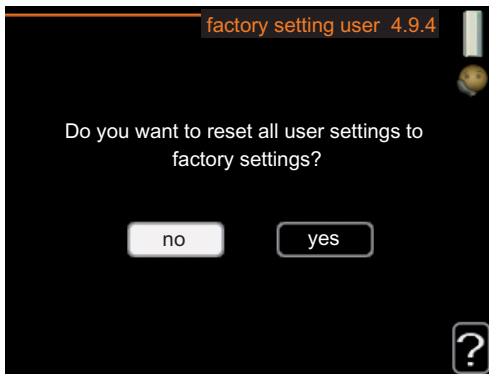 factory setting user 4.9.4
Do you want to reset all user settings to
factory settings?
no yes
?